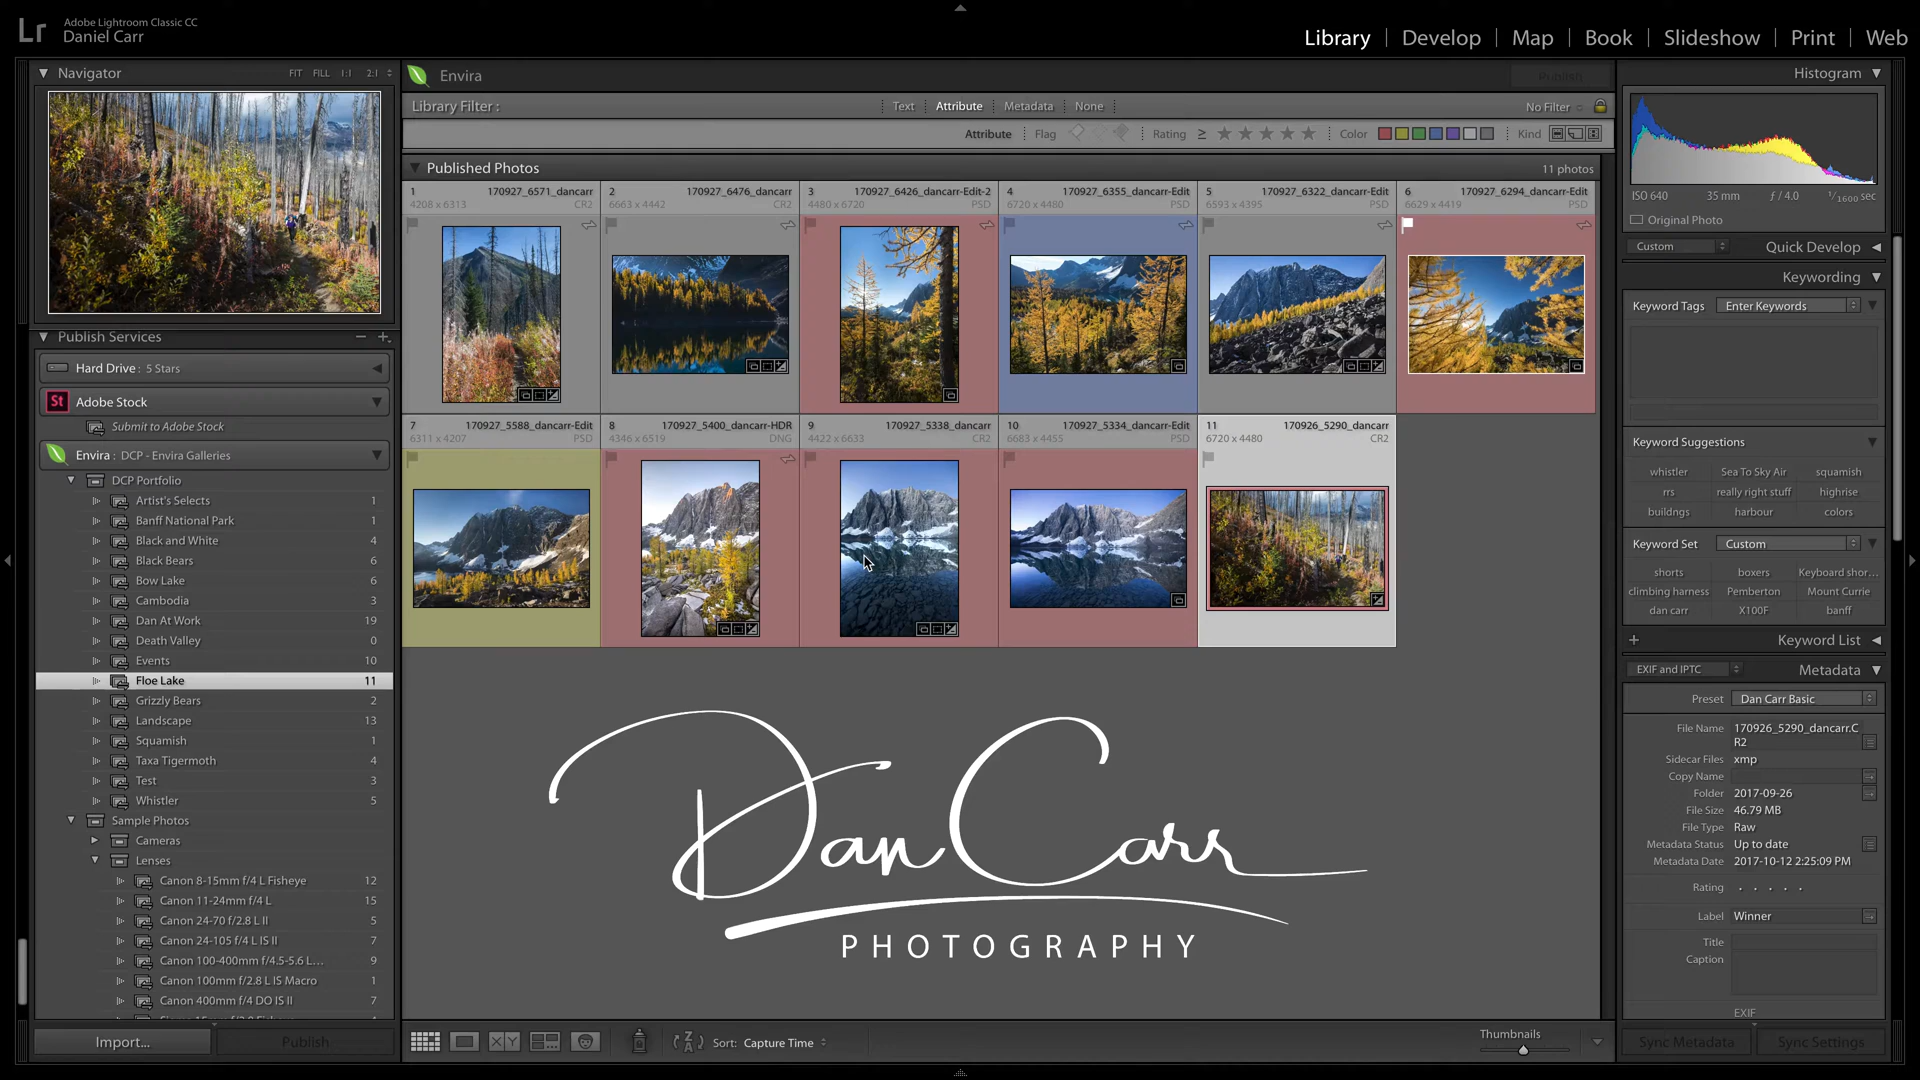 Lr
Adobe Lightroom Classic CC
Daniel Carr
Library | Develop | Map | Book | Slideshow | Print | Web
Navigator FIT FILL 1:1 2:1
Publish Services
Hard Drive : 5 Stars
St Adobe Stock
Submit to Adobe Stock
Envira : DCP - Envira Galleries
DCP Portfolio
Artist's Selects 1
Banff National Park 1
Black and White 4
Black Bears 6
Bow Lake 6
Cambodia 3
Dan At Work 19
Death Valley 0
Events 10
Floe Lake 11
Grizzly Bears 2
Landscape 13
Squamish 1
Taxa Tigermoth 4
Test 3
Whistler 5
Sample Photos
Cameras
Lenses
Canon 8-15mm f/4 L Fisheye 12
Canon 11-24mm f/4 L 15
Canon 24-70 f/2.8 L II 5
Canon 24-105 f/4 L IS II 7
Canon 100-400mm f/4.5-5.6 L... 9
Canon 100mm f/2.8 L IS Macro 1
Canon 400mm f/4 DO IS II 7
Import... Publish
Envira Publish
Library Filter : Text Attribute Metadata None No Filter
Attribute Flag Rating ≥ Color Kind
Published Photos 11 photos
1 170927_6571_dancarr
4208 x 6313 CR2
2 170927_6476_dancarr
6663 x 4442 CR2
3 170927_6426_dancarr-Edit-2
4480 x 6720 PSD
4 170927_6355_dancarr-Edit
6720 x 4480 PSD
5 170927_6322_dancarr-Edit
6593 x 4395 PSD
6 170927_6294_dancarr-Edit
6629 x 4419 PSD
7 170927_5588_dancarr-Edit
6311 x 4207 PSD
8 170927_5400_dancarr-HDR
4346 x 6519 DNG
9 170927_5338_dancarr
4422 x 6633 CR2
10 170927_5334_dancarr-Edit
6683 x 4455 PSD
11 170926_5290_dancarr
6720 x 4480 CR2
Dan Carr
PHOTOGRAPHY
XY
Sort: Capture Time
Thumbnails
Histogram
ISO 640 35 mm ƒ / 4.0 1/1600 sec
Original Photo
Custom Quick Develop
Keywording
Keyword Tags Enter Keywords
Keyword Suggestions
whistler Sea To Sky Air squamish
rrs really right stuff highrise
buildngs harbour colors
Keyword Set Custom
shorts boxers Keyboard shor...
climbing harness Pemberton Mount Currie
dan carr X100F banff
+ Keyword List
EXIF and IPTC Metadata
Preset Dan Carr Basic
File Name 170926_5290_dancarr.C
R2
Sidecar Files xmp
Copy Name
Folder 2017-09-26
File Size 46.79 MB
File Type Raw
Metadata Status Up to date
Metadata Date 2017-10-12 2:25:09 PM
Rating . . . . .
Label Winner
Title
Caption
EXIF
Sync Metadata Sync Settings